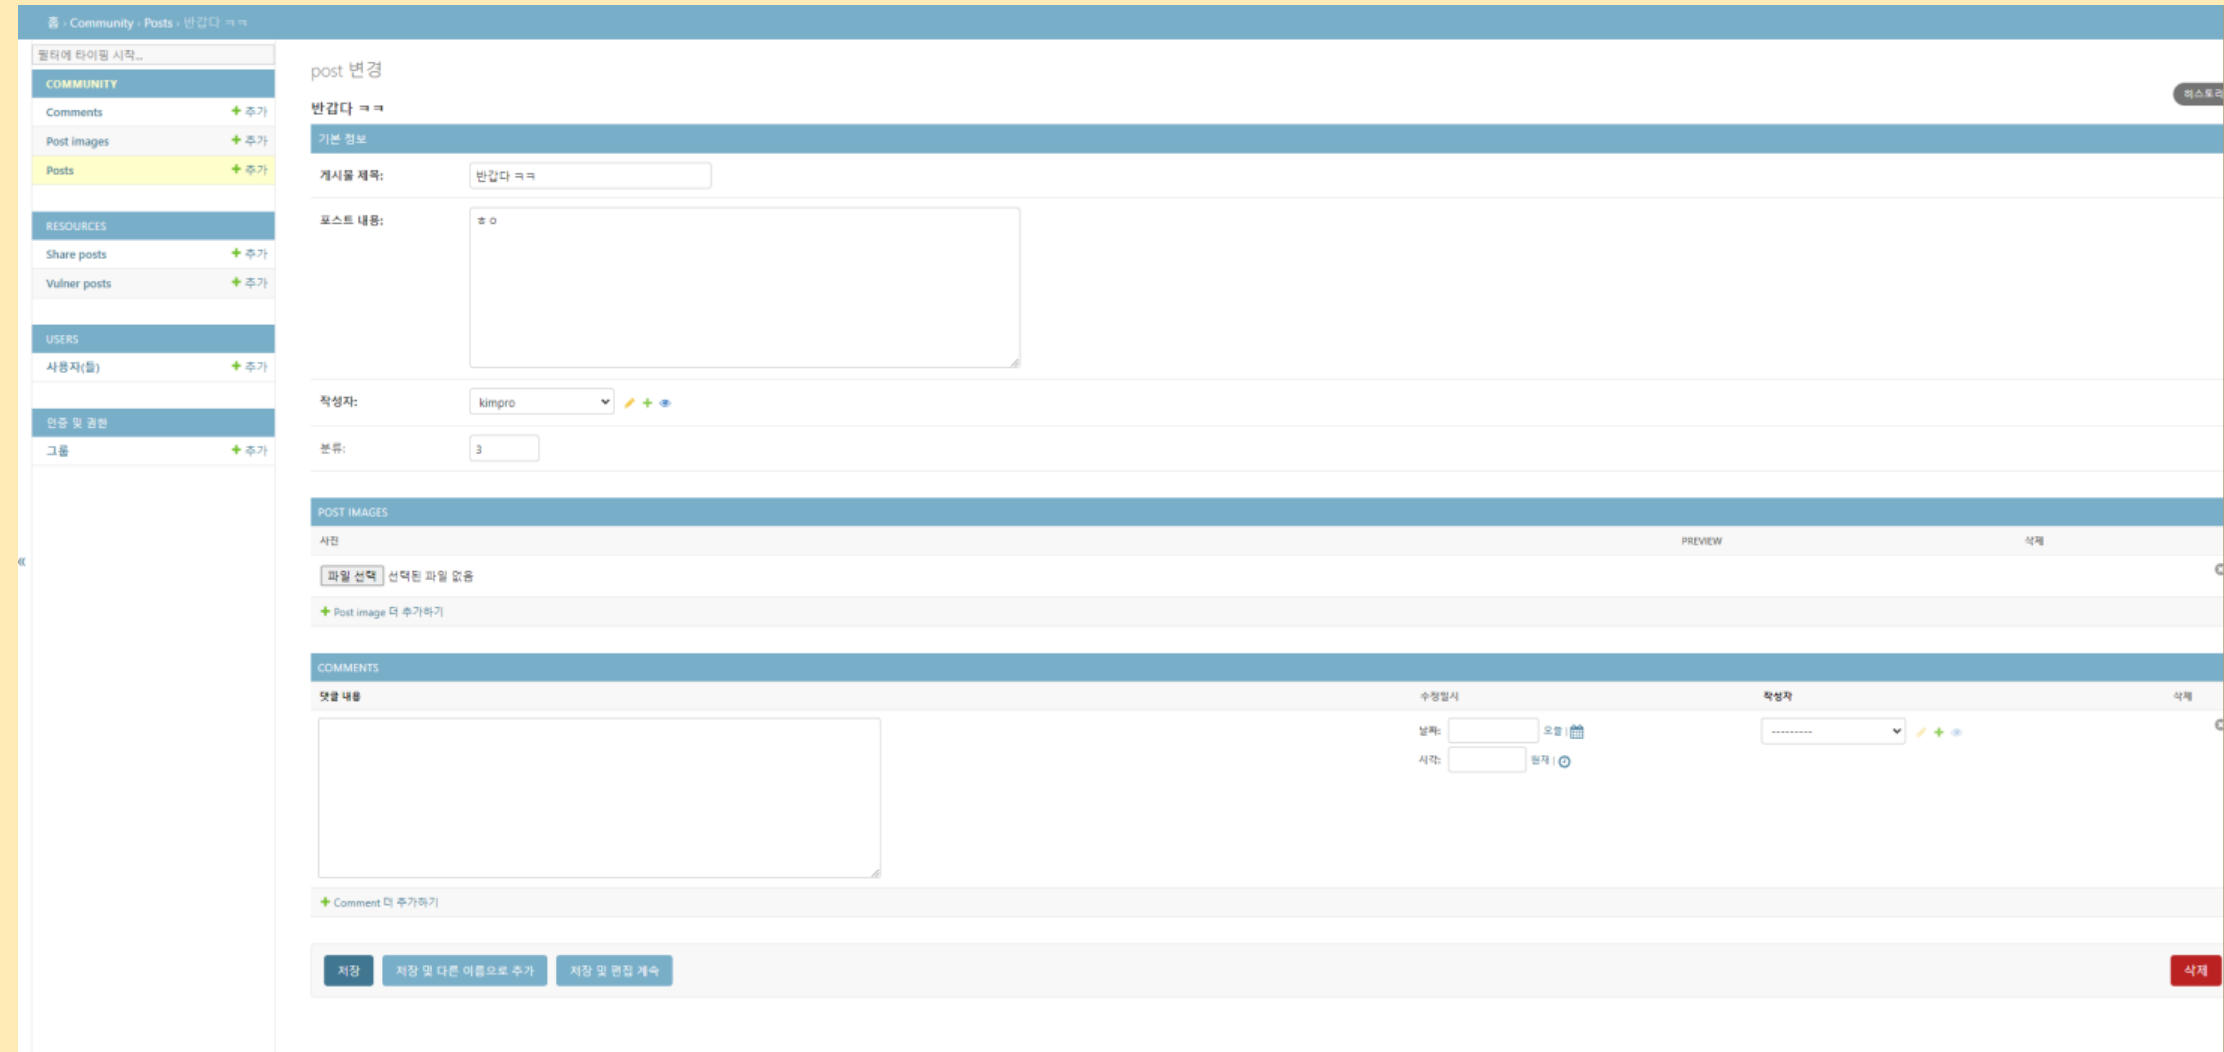 홈 › Community › Posts › 반갑다 ㅋㅋ
필터에 타이핑 시작...
COMMUNITY
Comments + 추가
Post images + 추가
Posts + 추가
RESOURCES
Share posts + 추가
Vulner posts + 추가
USERS
사용자(들) + 추가
인증 및 권한
그룹 + 추가
«
post 변경
히스토리
반갑다 ㅋㅋ
기본 정보
게시물 제목: 반갑다 ㅋㅋ
포스트 내용: ㅎㅇ
작성자: kimpro
분류: 3
POST IMAGES
사진 PREVIEW 삭제
파일 선택 선택된 파일 없음
+ Post image 더 추가하기
COMMENTS
댓글 내용 수정일시 작성자 삭제
날짜: 오늘 | ---------
시각: 현재 |
+ Comment 더 추가하기
저장 저장 및 다른 이름으로 추가 저장 및 편집 계속 삭제